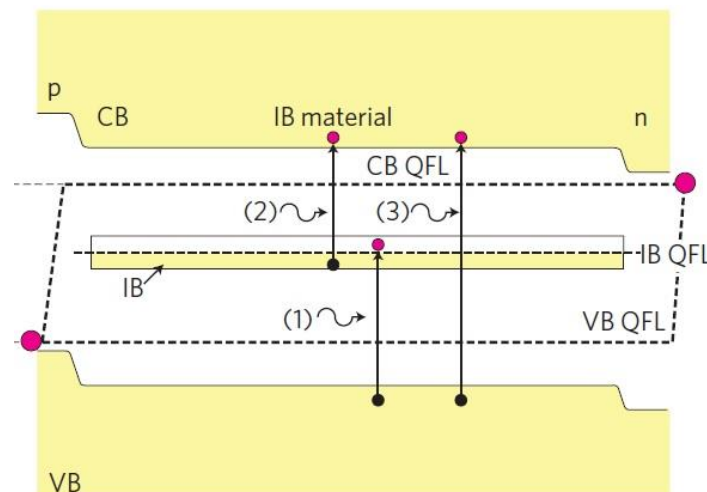 p
CB
IB material
n
CB QFL
(2)
(3)
IB QFL
IB
(1)
VB QFL
VB